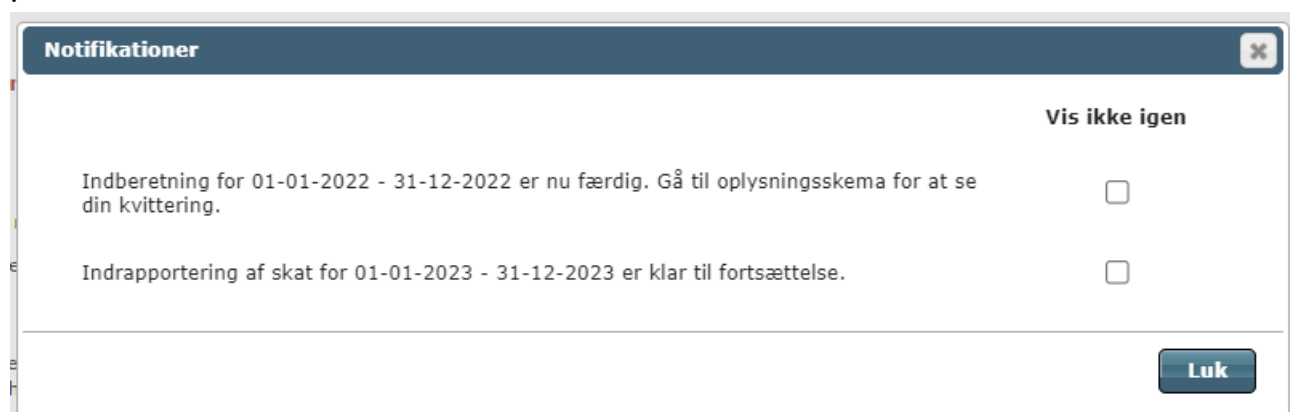 Notifikationer
Vis ikke igen
Indberetning for 01-01-2022 - 31-12-2022 er nu færdig. Gå til oplysningsskema for at se
din kvittering.
Indrapportering af skat for 01-01-2023 - 31-12-2023 er klar til fortsættelse.
Luk